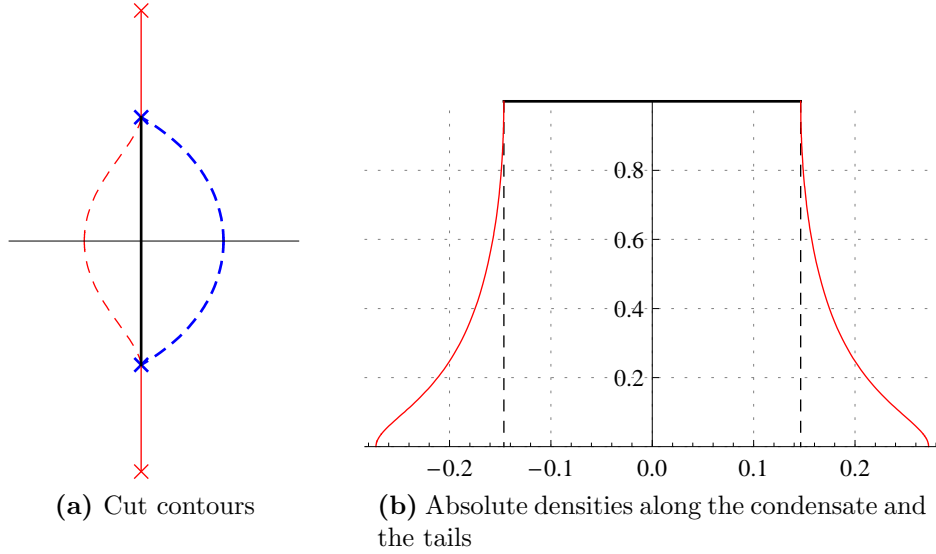 0.8
0.6
0.4
0.2
−0.2 −0.1 0.0 0.1 0.2
(a) Cut contours
(b) Absolute densities along the condensate and
the tails